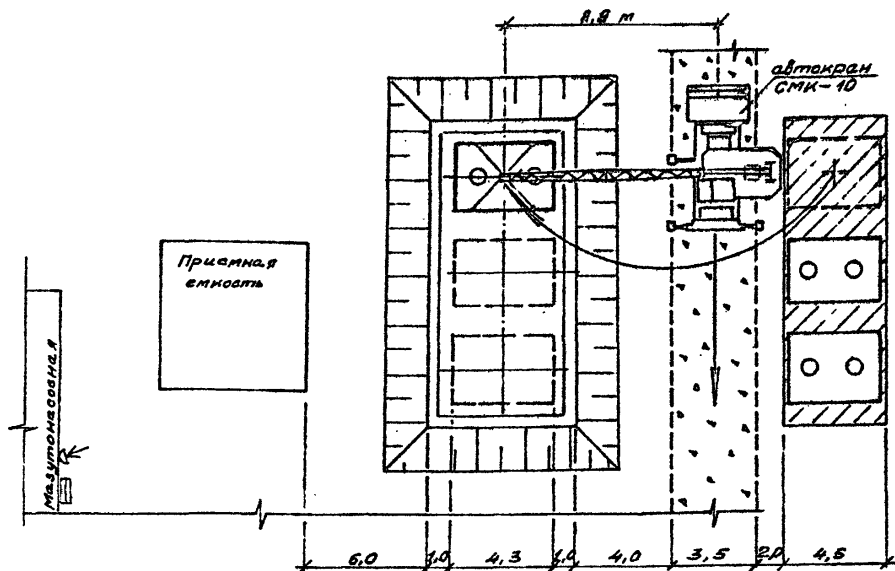 8,9 м
автокран
СМК-10
Приемная
емкость
Мазутонасосная
6,0 1,0 4,3 1,0 4,0 3,5 2,0 4,5